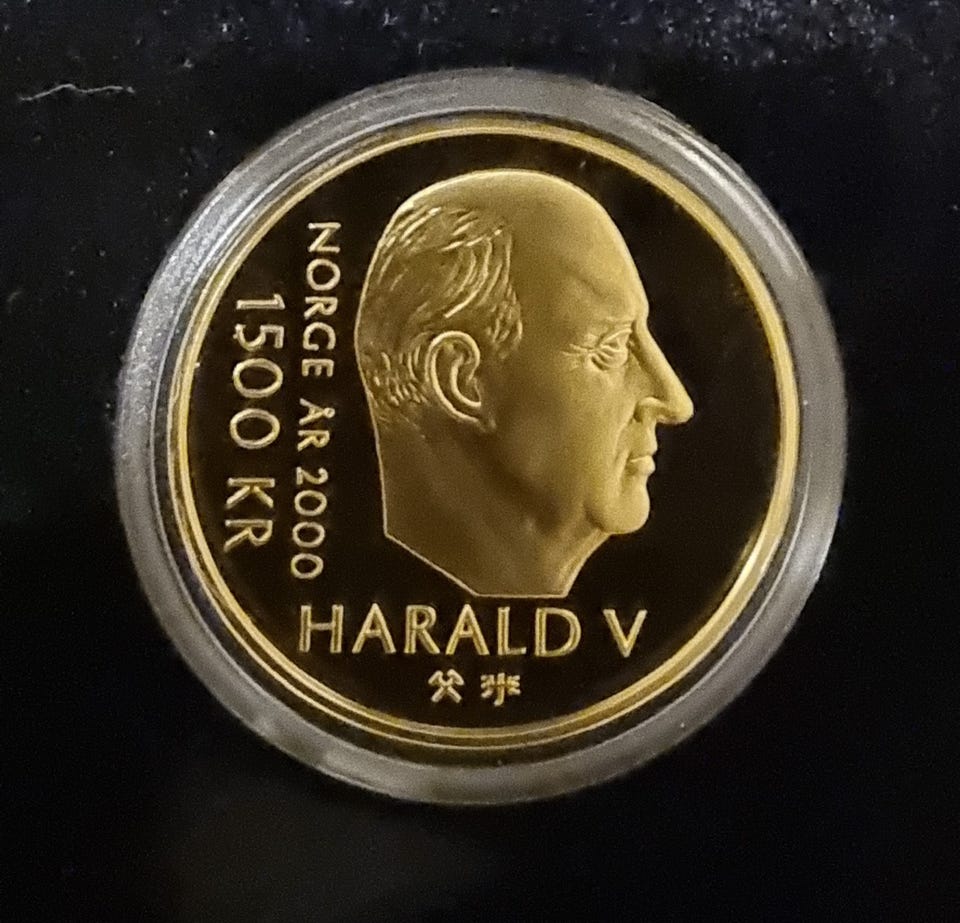 NORGE ÅR 2000
1500 KR
HARALD V